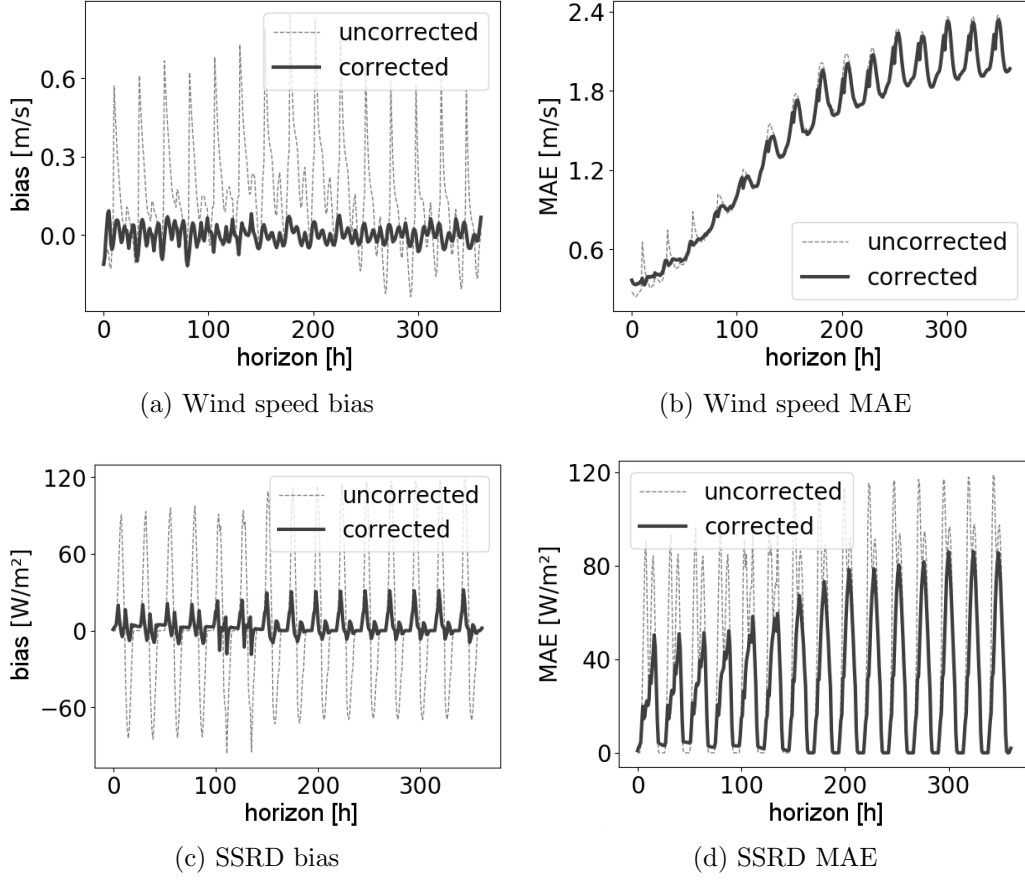 bias [m/s]
0.6
0.3
0.0
uncorrected
corrected
0 100 200 300
horizon [h]
(a) Wind speed bias
MAE [m/s]
2.4
1.8
1.2
0.6
uncorrected
corrected
0 100 200 300
horizon [h]
(b) Wind speed MAE
bias [W/m²]
120
60
0
−60
uncorrected
corrected
0 100 200 300
horizon [h]
(c) SSRD bias
MAE [W/m²]
120
80
40
0
uncorrected
corrected
0 100 200 300
horizon [h]
(d) SSRD MAE